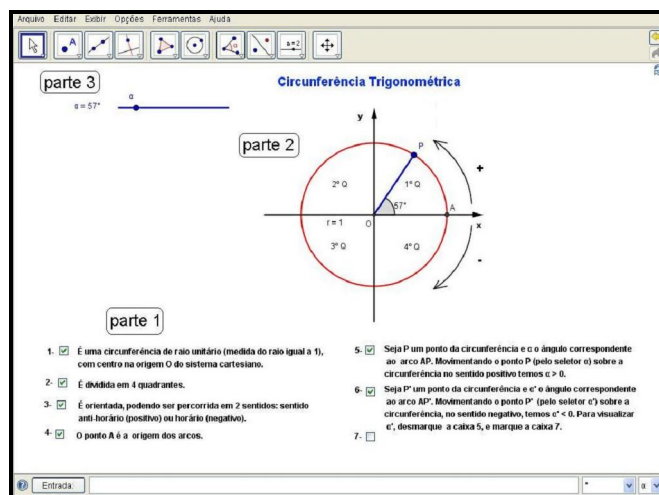 Arquivo Editar Exibir Opções Ferramentas Ajuda
A
α
a=2
parte 3
α
α = 57°
Circunferência Trigonométrica
parte 2
y
P
+
2° Q
1° Q
57°
A
r = 1
O
x
3° Q
4° Q
-
parte 1
1- É uma circunferência de raio unitário (medida do raio igual a 1),
com centro na origem O do sistema cartesiano.
2- É dividida em 4 quadrantes.
3- É orientada, podendo ser percorrida em 2 sentidos: sentido
anti-horário (positivo) ou horário (negativo).
4- O ponto A é a origem dos arcos.
5- Seja P um ponto da circunferência e α o ângulo correspondente
ao arco AP. Movimentando o ponto P (pelo seletor α) sobre a
circunferência no sentido positivo temos α > 0.
6- Seja P' um ponto da circunferência e α' o ângulo correspondente
ao arco AP'. Movimentando o ponto P' (pelo seletor α') sobre a
circunferência, no sentido negativo, temos α' < 0. Para visualizar
α', desmarque a caixa 5, e marque a caixa 7.
7-
Entrada:
°
α